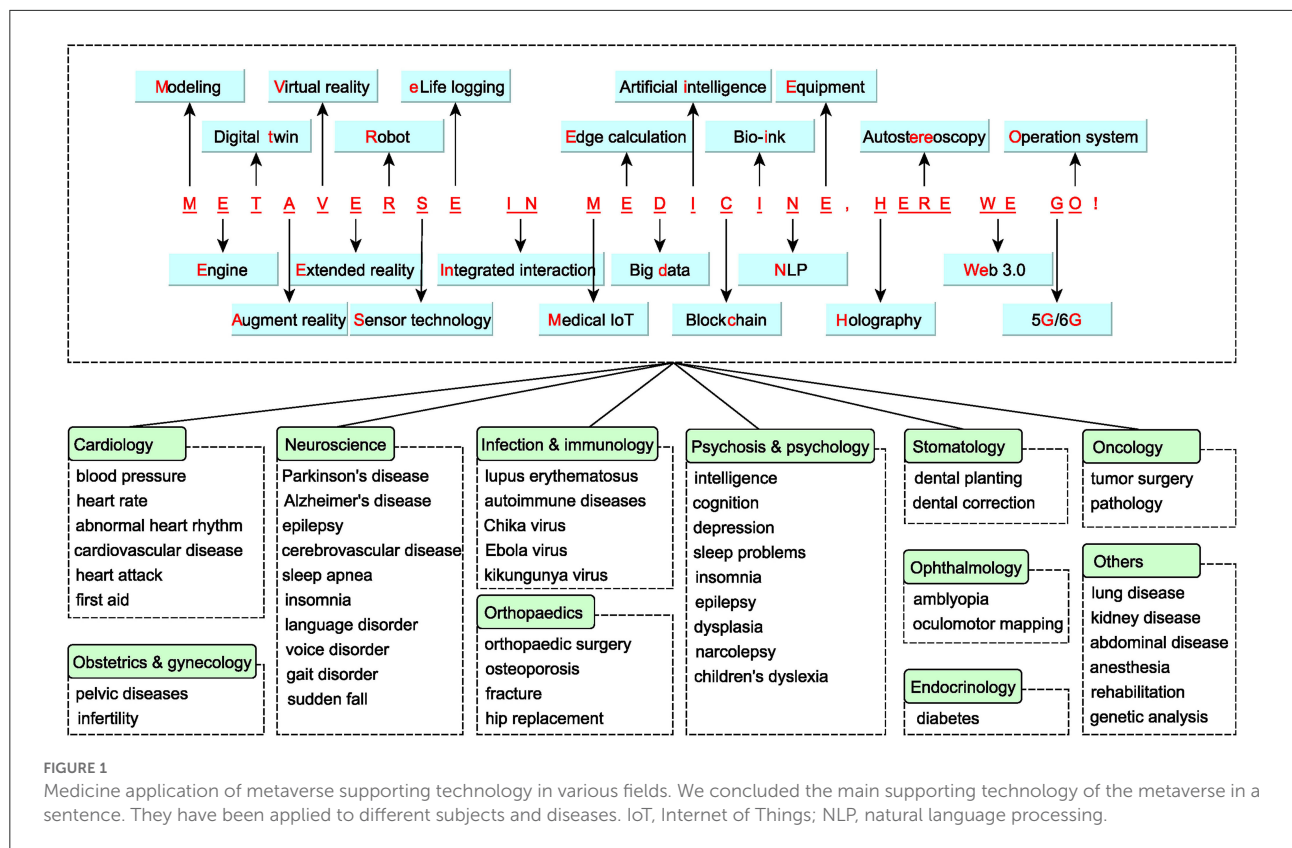 Modeling
Virtual reality
eLife logging
Artificial intelligence
Equipment
Digital twin
Robot
Edge calculation
Bio-ink
Autostereoscopy
Operation system
METAVERSE IN MEDICINE, HERE WE GO!
Engine
Extended reality
Integrated interaction
Big data
NLP
Web 3.0
Augment reality
Sensor technology
Medical IoT
Blockchain
Holography
5G/6G
Cardiology
blood pressure
heart rate
abnormal heart rhythm
cardiovascular disease
heart attack
first aid
Obstetrics & gynecology
pelvic diseases
infertility
Neuroscience
Parkinson's disease
Alzheimer's disease
epilepsy
cerebrovascular disease
sleep apnea
insomnia
language disorder
voice disorder
gait disorder
sudden fall
Infection & immunology
lupus erythematosus
autoimmune diseases
Chika virus
Ebola virus
kikungunya virus
Orthopaedics
orthopaedic surgery
osteoporosis
fracture
hip replacement
Psychosis & psychology
intelligence
cognition
depression
sleep problems
insomnia
epilepsy
dysplasia
narcolepsy
children's dyslexia
Stomatology
dental planting
dental correction
Ophthalmology
amblyopia
oculomotor mapping
Endocrinology
diabetes
Oncology
tumor surgery
pathology
Others
lung disease
kidney disease
abdominal disease
anesthesia
rehabilitation
genetic analysis
FIGURE 1
Medicine application of metaverse supporting technology in various fields. We concluded the main supporting technology of the metaverse in a
sentence. They have been applied to different subjects and diseases. IoT, Internet of Things; NLP, natural language processing.